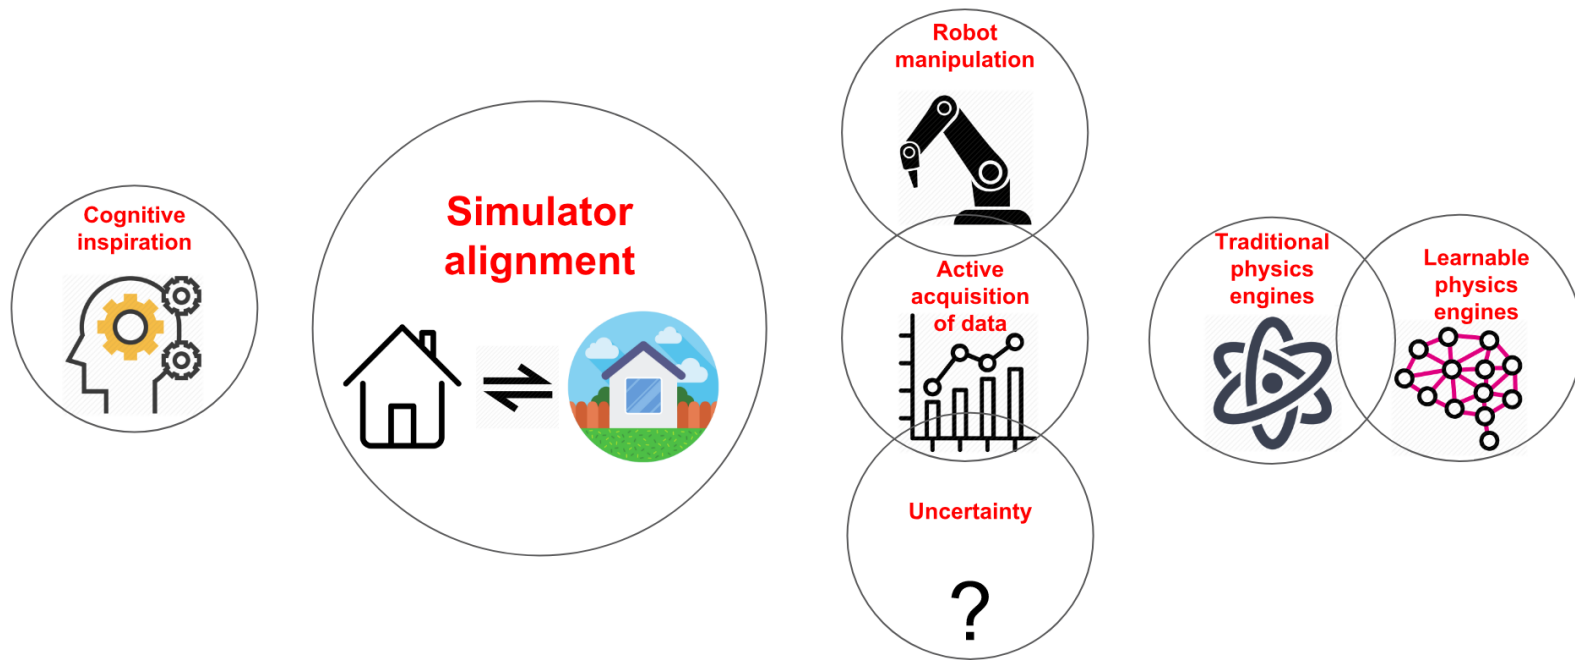 Cognitive
inspiration
Simulator
alignment
Robot
manipulation
Active
acquisition
of data
Uncertainty
?
Traditional
physics
engines
Learnable
physics
engines